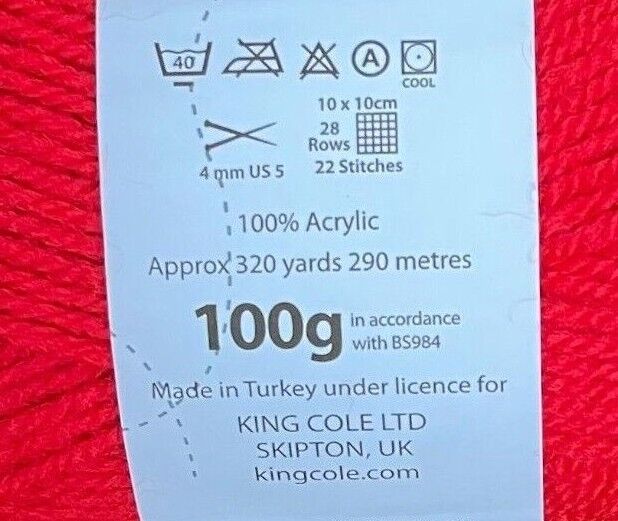 40 A
COOL
10 x 10cm
28
Rows
4 mm US 5 22 Stitches
100% Acrylic
Approx 320 yards 290 metres
100g in accordance
with BS984
Made in Turkey under licence for
KING COLE LTD
SKIPTON, UK
kingcole.com